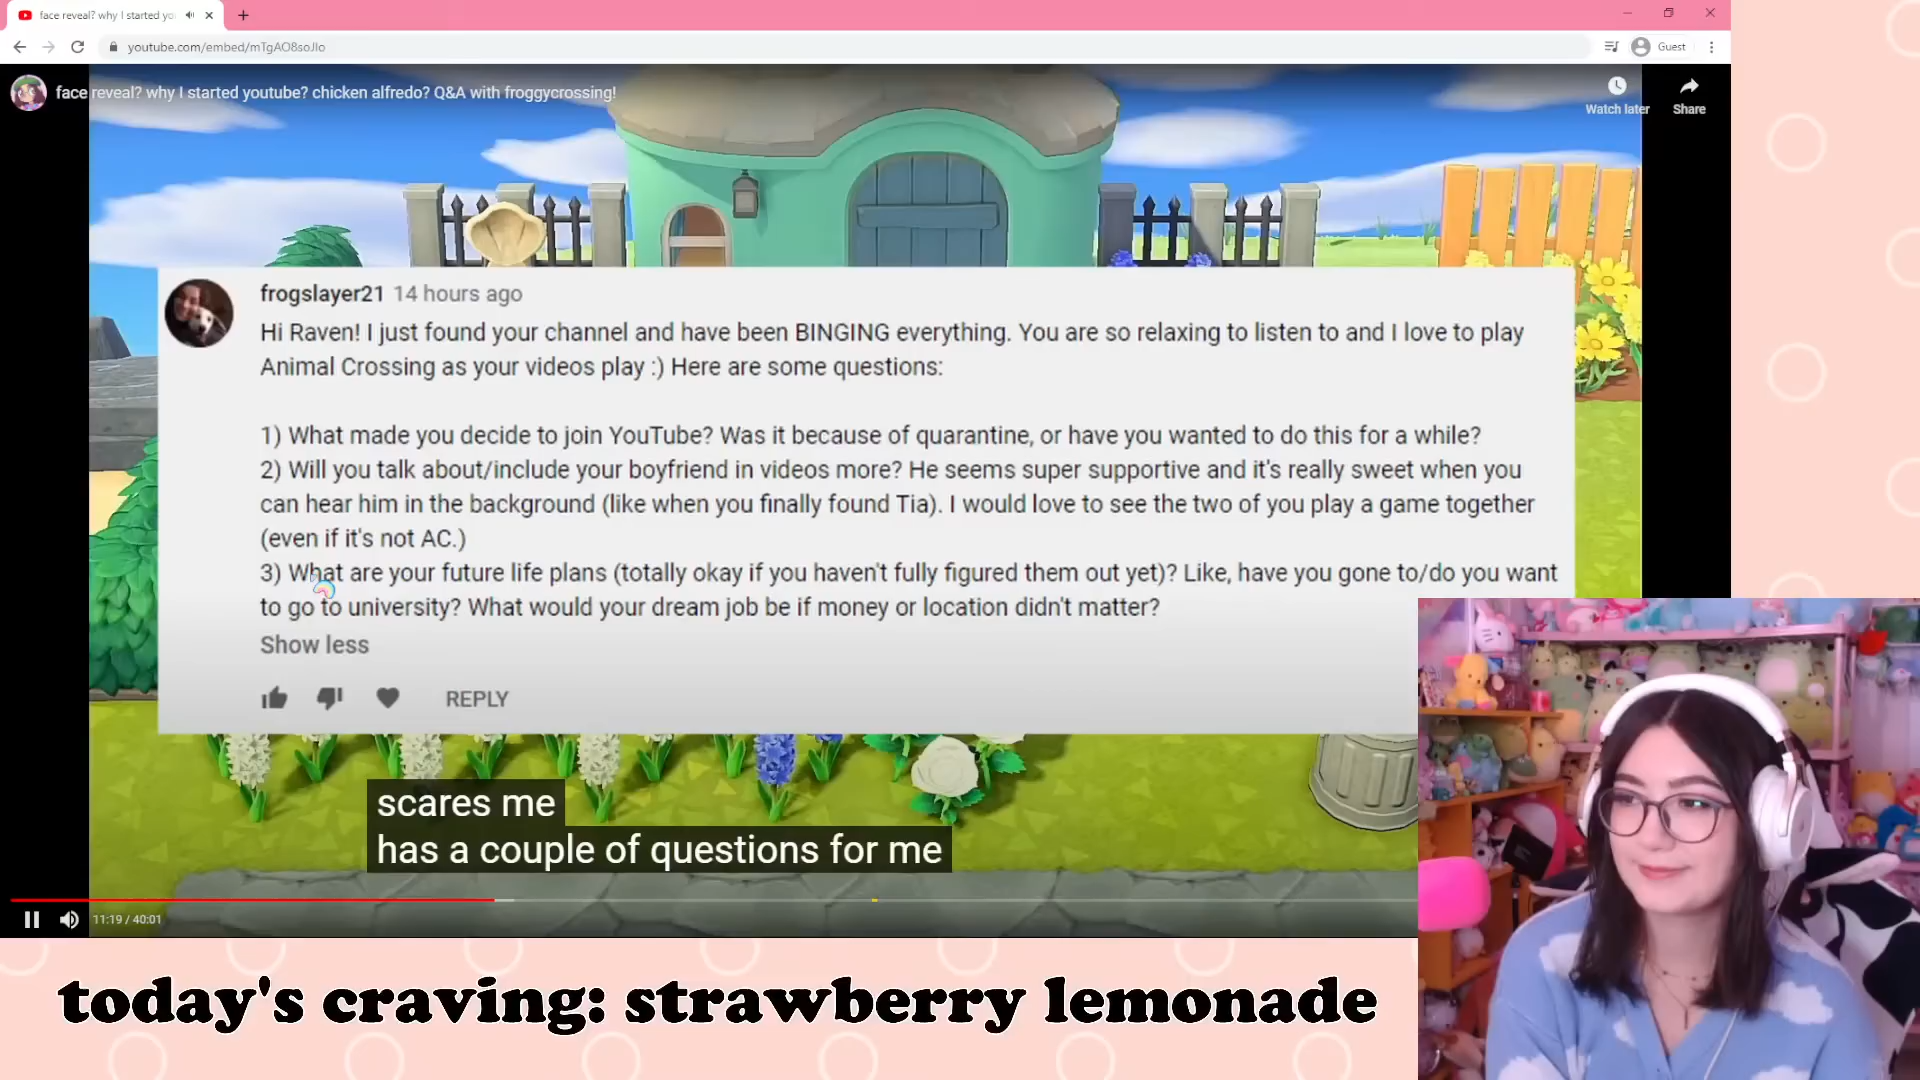 face reveal? why I started yo
youtube.com/embed/mTgAO8soJlo
Guest
face reveal? why I started youtube? chicken alfredo? Q&A with froggycrossing!
Watch later
Share
frogslayer21 14 hours ago
Hi Raven! I just found your channel and have been BINGING everything. You are so relaxing to listen to and I love to play
Animal Crossing as your videos play :) Here are some questions:
1) What made you decide to join YouTube? Was it because of quarantine, or have you wanted to do this for a while?
2) Will you talk about/include your boyfriend in videos more? He seems super supportive and it's really sweet when you
can hear him in the background (like when you finally found Tia). I would love to see the two of you play a game together
(even if it's not AC.)
3) What are your future life plans (totally okay if you haven't fully figured them out yet)? Like, have you gone to/do you want
to go to university? What would your dream job be if money or location didn't matter?
Show less
REPLY
scares me
has a couple of questions for me
11:19 / 40:01
today's craving: strawberry lemonade